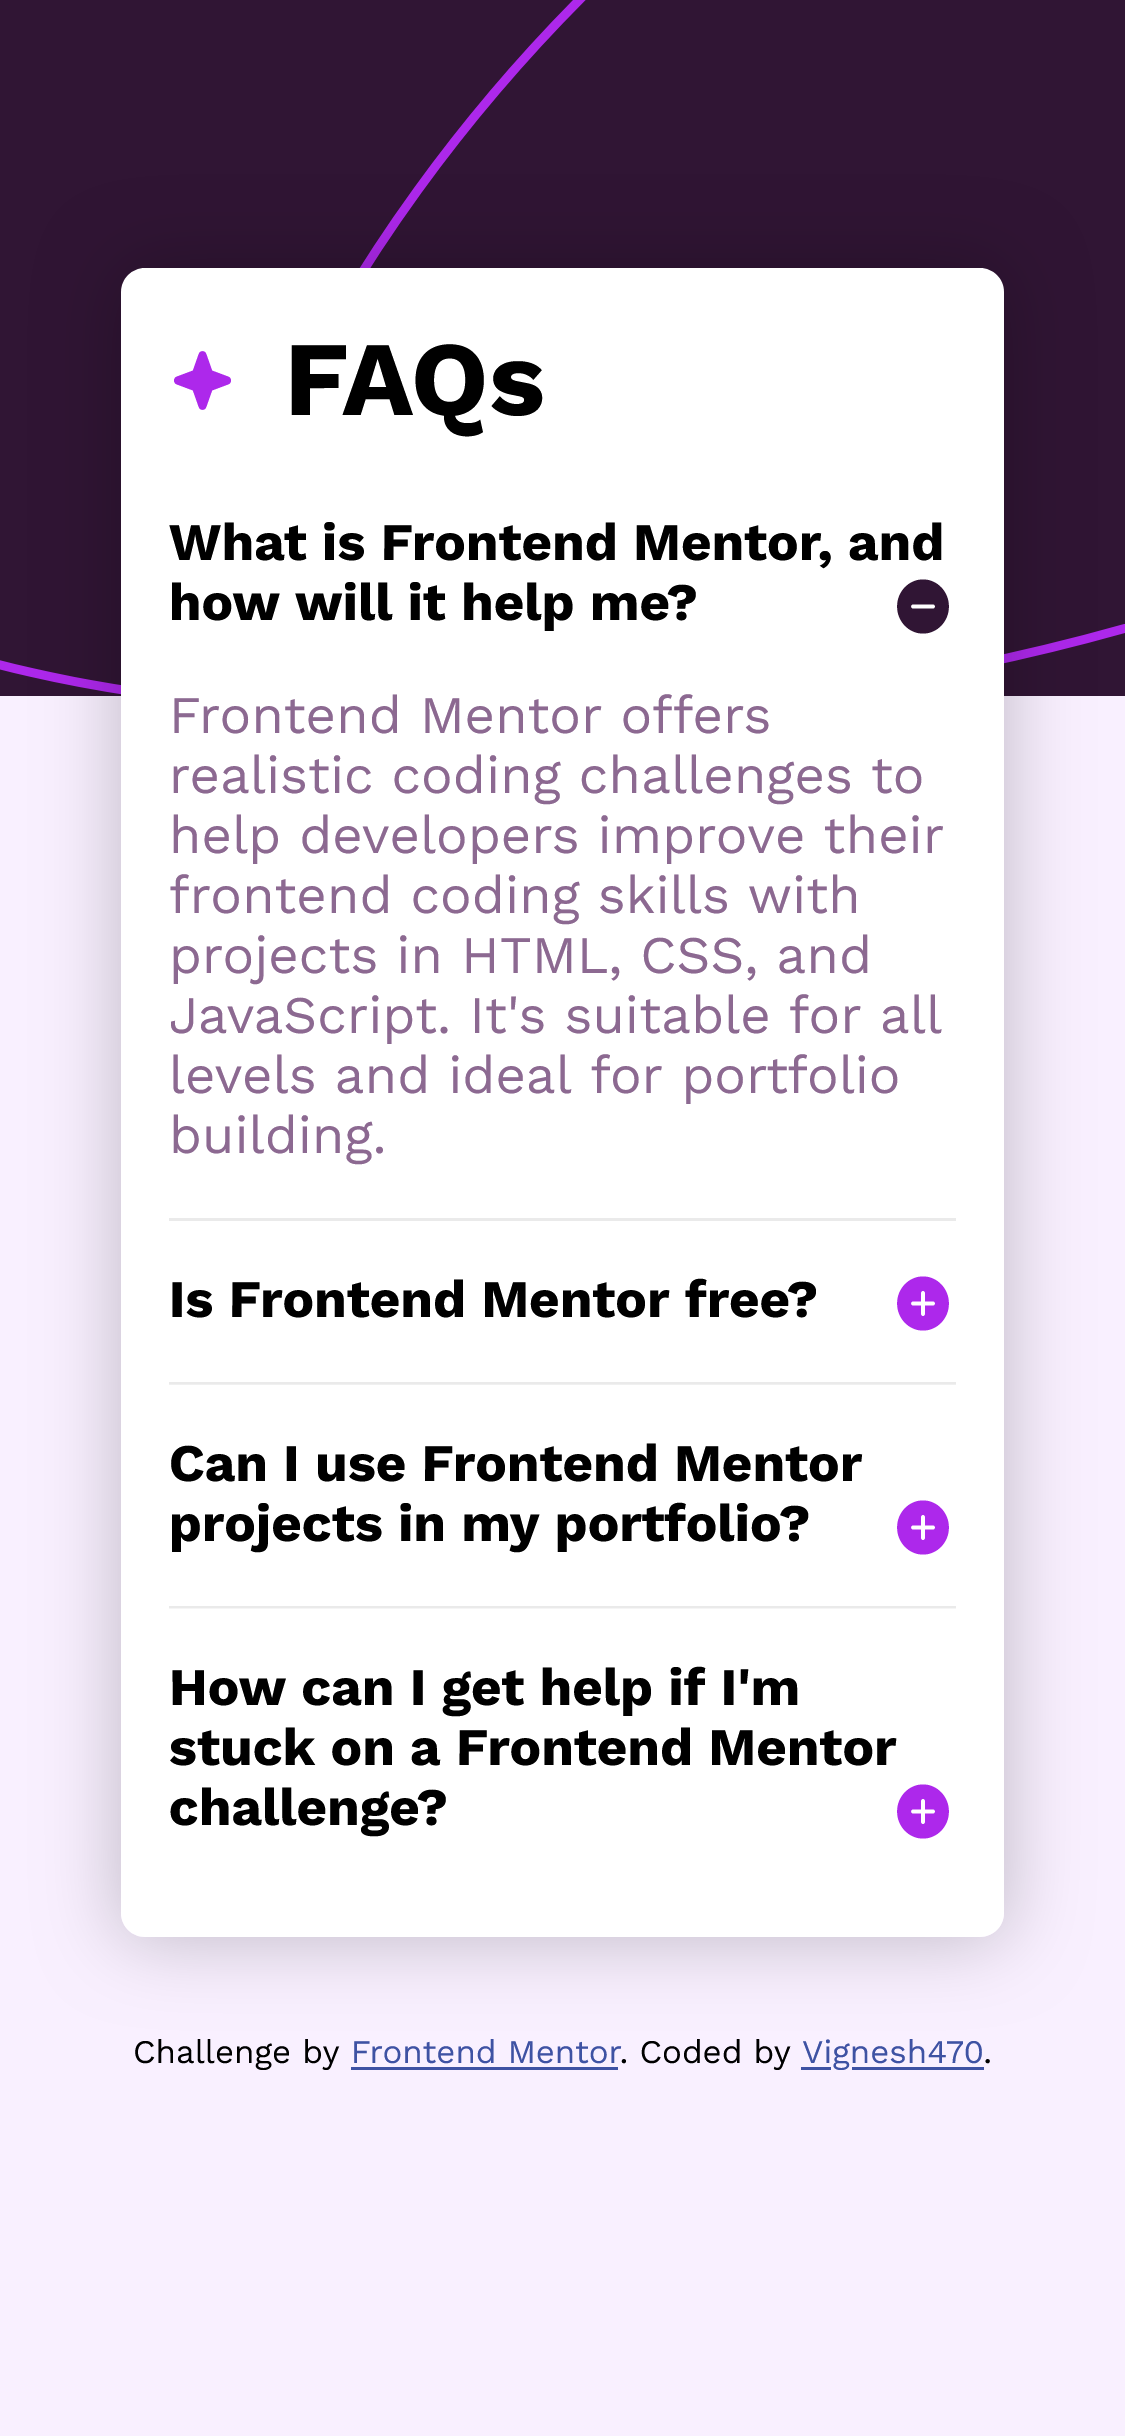 FAQs
What is Frontend Mentor, and
how will it help me?
Frontend Mentor offers
realistic coding challenges to
help developers improve their
frontend coding skills with
projects in HTML, CSS, and
JavaScript. It's suitable for all
levels and ideal for portfolio
building.
Is Frontend Mentor free?
Can I use Frontend Mentor
projects in my portfolio?
How can I get help if I'm
stuck on a Frontend Mentor
challenge?
Challenge by Frontend Mentor. Coded by Vignesh470.